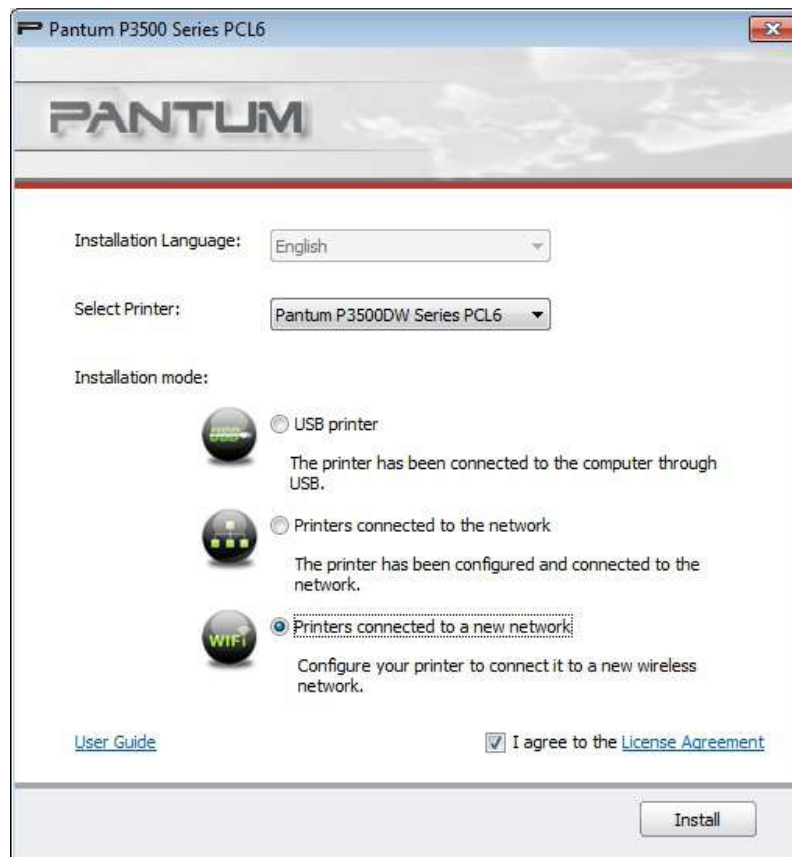 Pantum P3500 Series PCL6
PANTUM
Installation Language:
English
Select Printer:
Pantum P3500DW Series PCL6
Installation mode:
USB printer
The printer has been connected to the computer through
USB.
Printers connected to the network
The printer has been configured and connected to the
network.
WIFI
Printers connected to a new network
Configure your printer to connect it to a new wireless
network.
User Guide
I agree to the License Agreement
Install